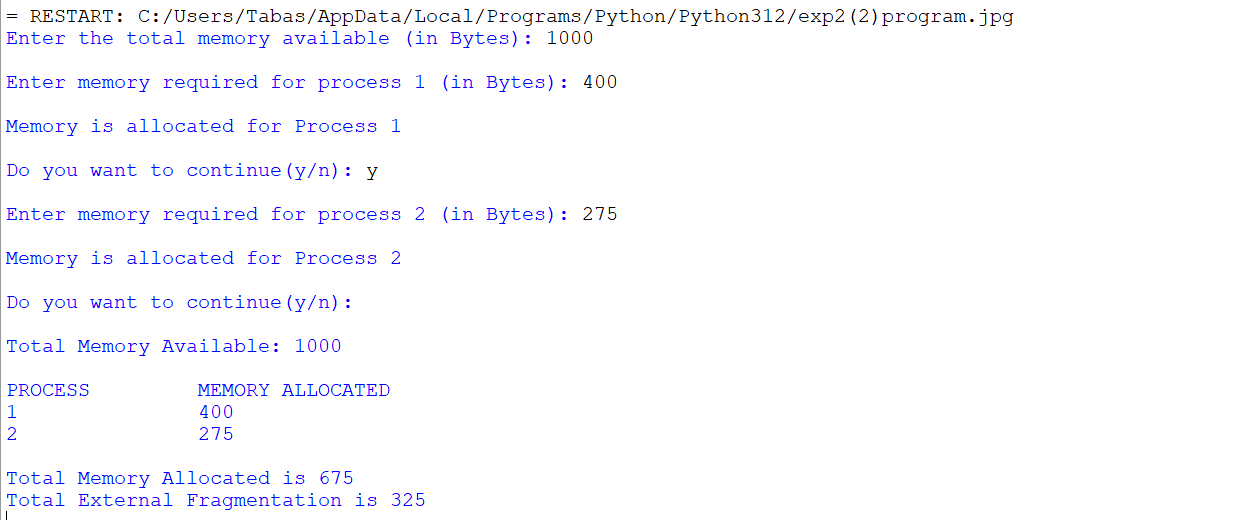 = RESTART: C:/Users/Tabas/AppData/Local/Programs/Python/Python312/exp2(2)program.jpg
Enter the total memory available (in Bytes): 1000
Enter memory required for process 1 (in Bytes): 400
Memory is allocated for Process 1
Do you want to continue(y/n): y
Enter memory required for process 2 (in Bytes): 275
Memory is allocated for Process 2
Do you want to continue(y/n):
Total Memory Available: 1000
PROCESS MEMORY ALLOCATED
1 400
2 275
Total Memory Allocated is 675
Total External Fragmentation is 325